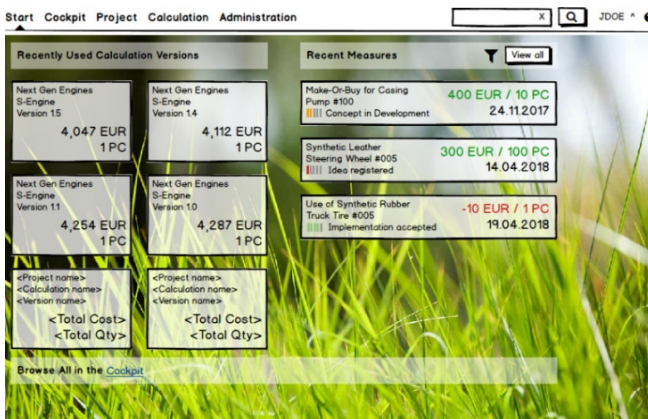 Start Cockpit Project Calculation Administration
X
JDOE ^
Recently Used Calculation Versions
Next Gen Engines
S-Engine
Version 1.5
4,047 EUR
1 PC
Next Gen Engines
S-Engine
Version 1.4
4,112 EUR
1 PC
Next Gen Engines
S-Engine
Version 1.1
4,254 EUR
1 PC
Next Gen Engines
S-Engine
Version 1.0
4,287 EUR
1 PC
<Project name>
<Calculation name>
<Version name>
<Total Cost>
<Total Qty>
<Project name>
<Calculation name>
<Version name>
<Total Cost>
<Total Qty>
Browse All in the Cockpit
Recent Measures
View all
Make-Or-Buy for Casing
Pump #100
Concept in Development
400 EUR / 10 PC
24.11.2017
Synthetic Leather
Steering Wheel #005
Idea registered
300 EUR / 100 PC
14.04.2018
Use of Synthetic Rubber
Truck Tire #005
Implementation accepted
-10 EUR / 1 PC
19.04.2018